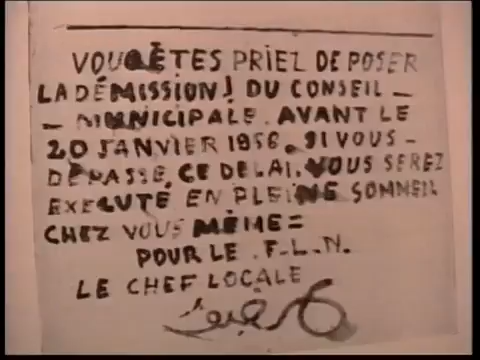 VOUS ÊTES PRIEZ DE POSER
LA DÉMISSION! DU CONSEIL -
- MUNICIPALE. AVANT LE
20 JANVIER 1956. SI VOUS -
DÉPASSE, CE DELAI. VOUS SEREZ
EXECUTÉ EN PLEINE SOMMEIL
CHEZ VOUS MÊME =
POUR LE . F.L.N.
LE CHEF LOCALE